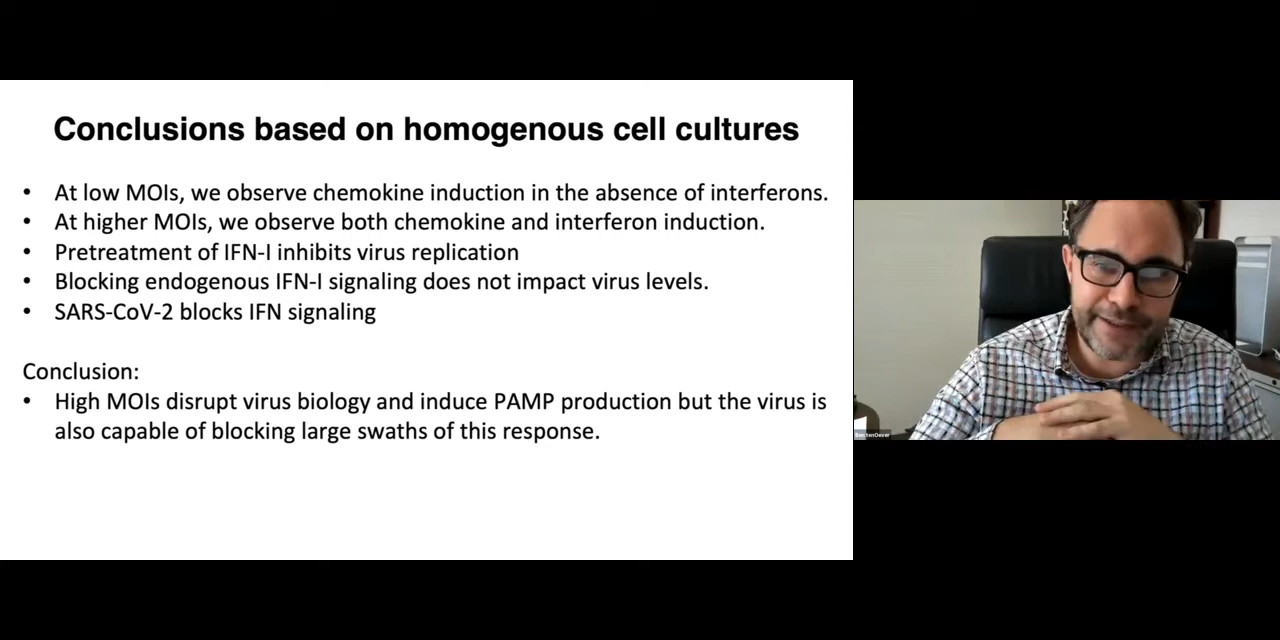 Conclusions based on homogenous cell cultures
• At low MOIs, we observe chemokine induction in the absence of interferons.
• At higher MOIs, we observe both chemokine and interferon induction.
• Pretreatment of IFN-I inhibits virus replication
• Blocking endogenous IFN-I signaling does not impact virus levels.
• SARS-CoV-2 blocks IFN signaling
Conclusion:
• High MOIs disrupt virus biology and induce PAMP production but the virus is
also capable of blocking large swaths of this response.
Ben tenOever